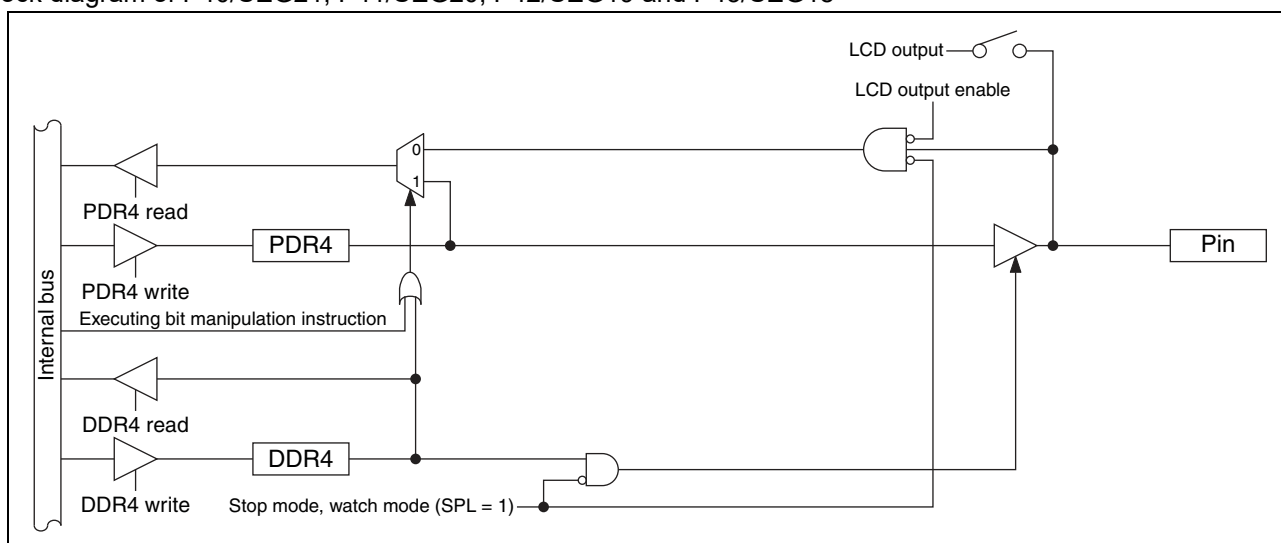 LCD output
LCD output enable
0
1
PDR4 read
PDR4
Pin
PDR4 write
Executing bit manipulation instruction
Internal bus
DDR4 read
DDR4
DDR4 write
Stop mode, watch mode (SPL = 1)